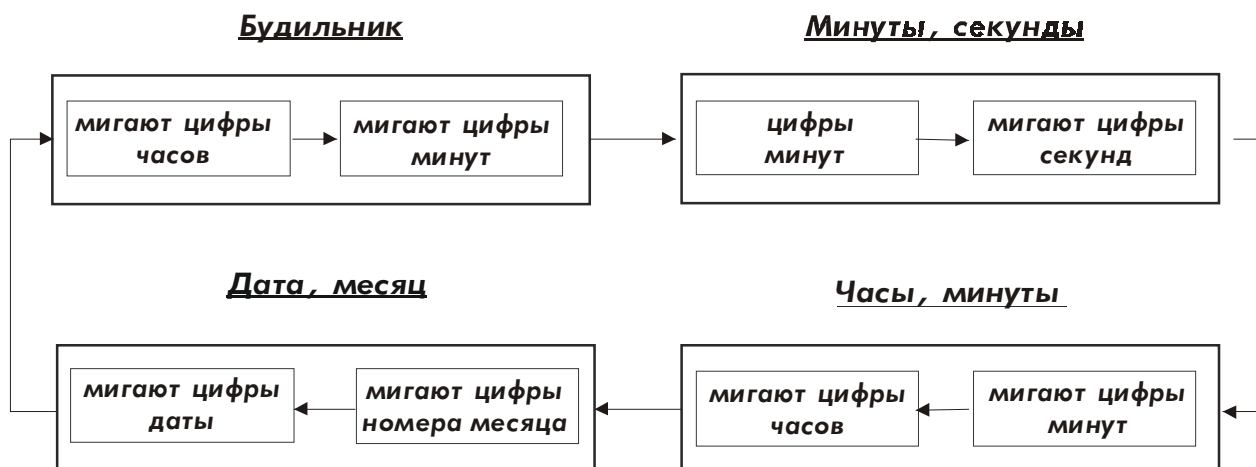 Будильник
мигают цифры
часов
мигают цифры
минут
Минуты, секунды
цифры
минут
мигают цифры
секунд
Дата, месяц
мигают цифры
даты
мигают цифры
номера месяца
Часы, минуты
мигают цифры
часов
мигают цифры
минут